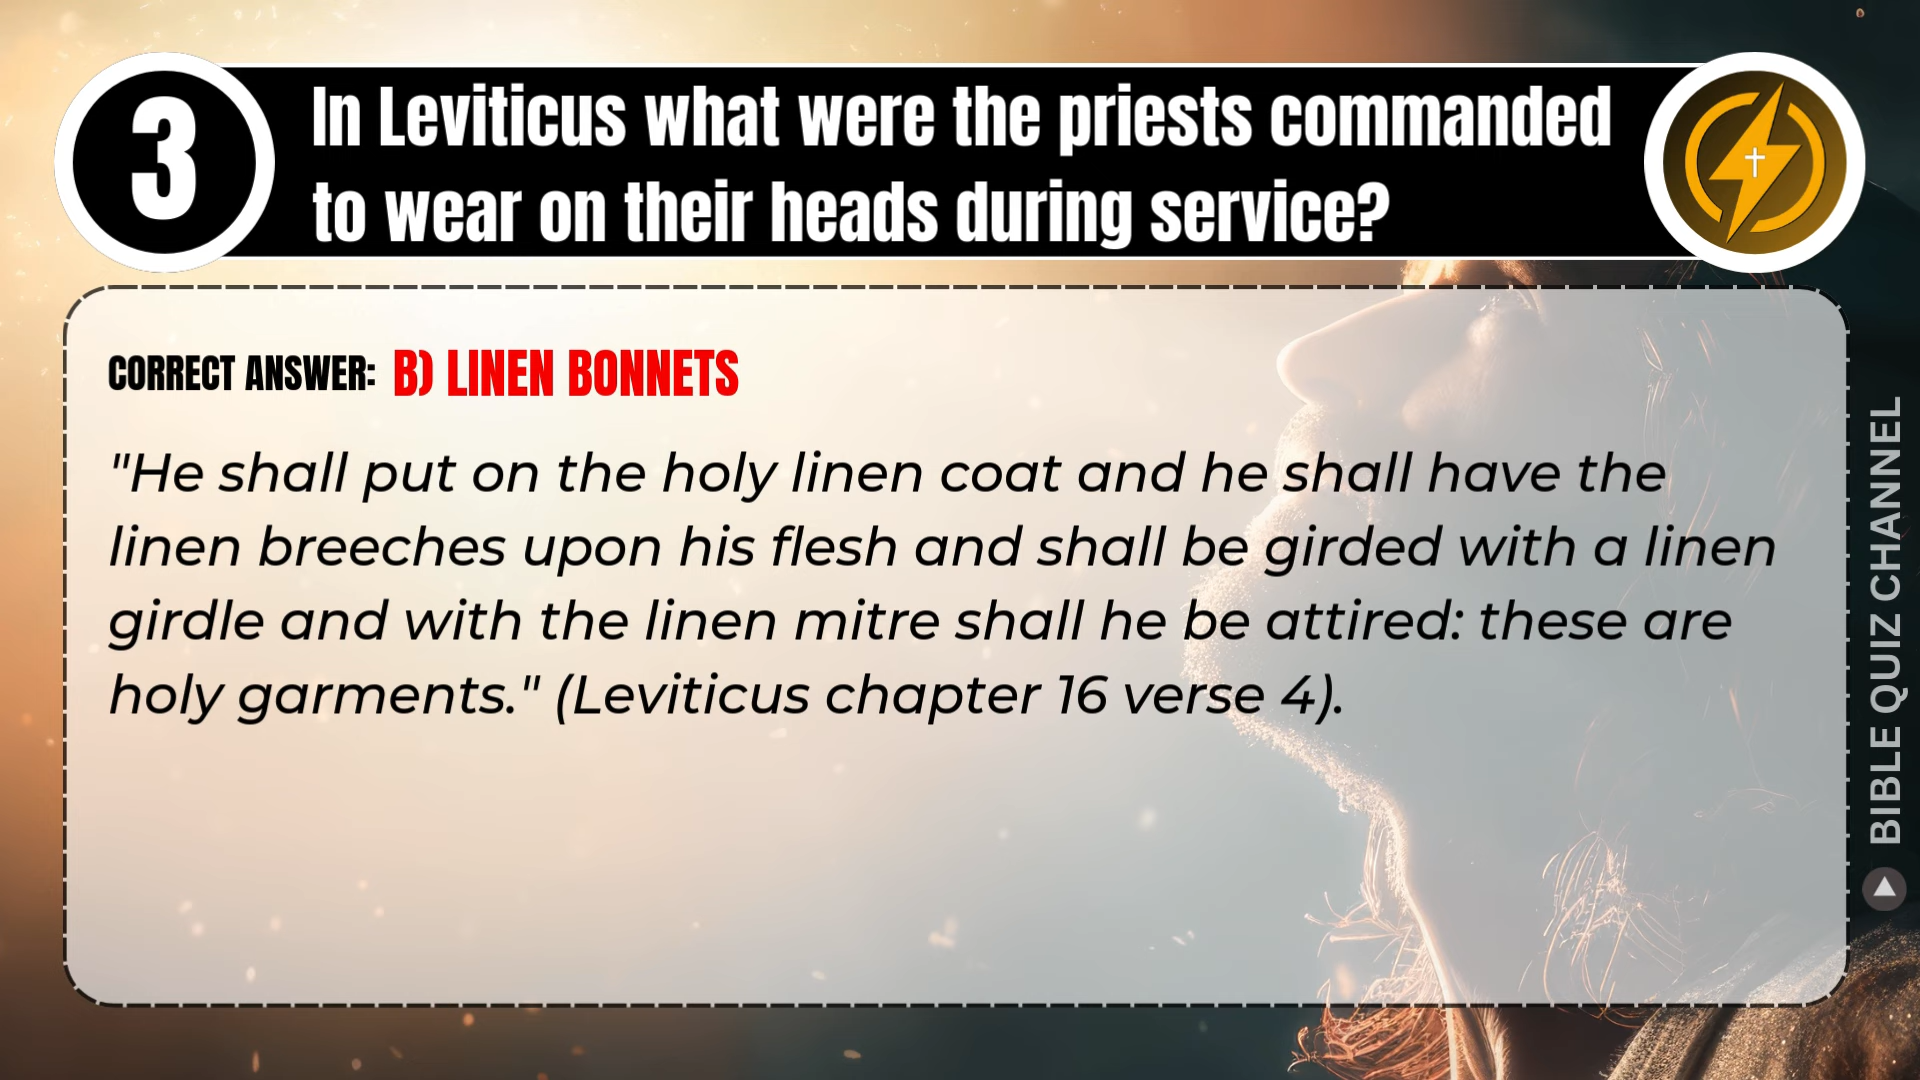 3
In Leviticus what were the priests commanded
to wear on their heads during service?
CORRECT ANSWER: B) LINEN BONNETS
"He shall put on the holy linen coat and he shall have the
linen breeches upon his flesh and shall be girded with a linen
girdle and with the linen mitre shall he be attired: these are
holy garments." (Leviticus chapter 16 verse 4).
BIBLE QUIZ CHANNEL